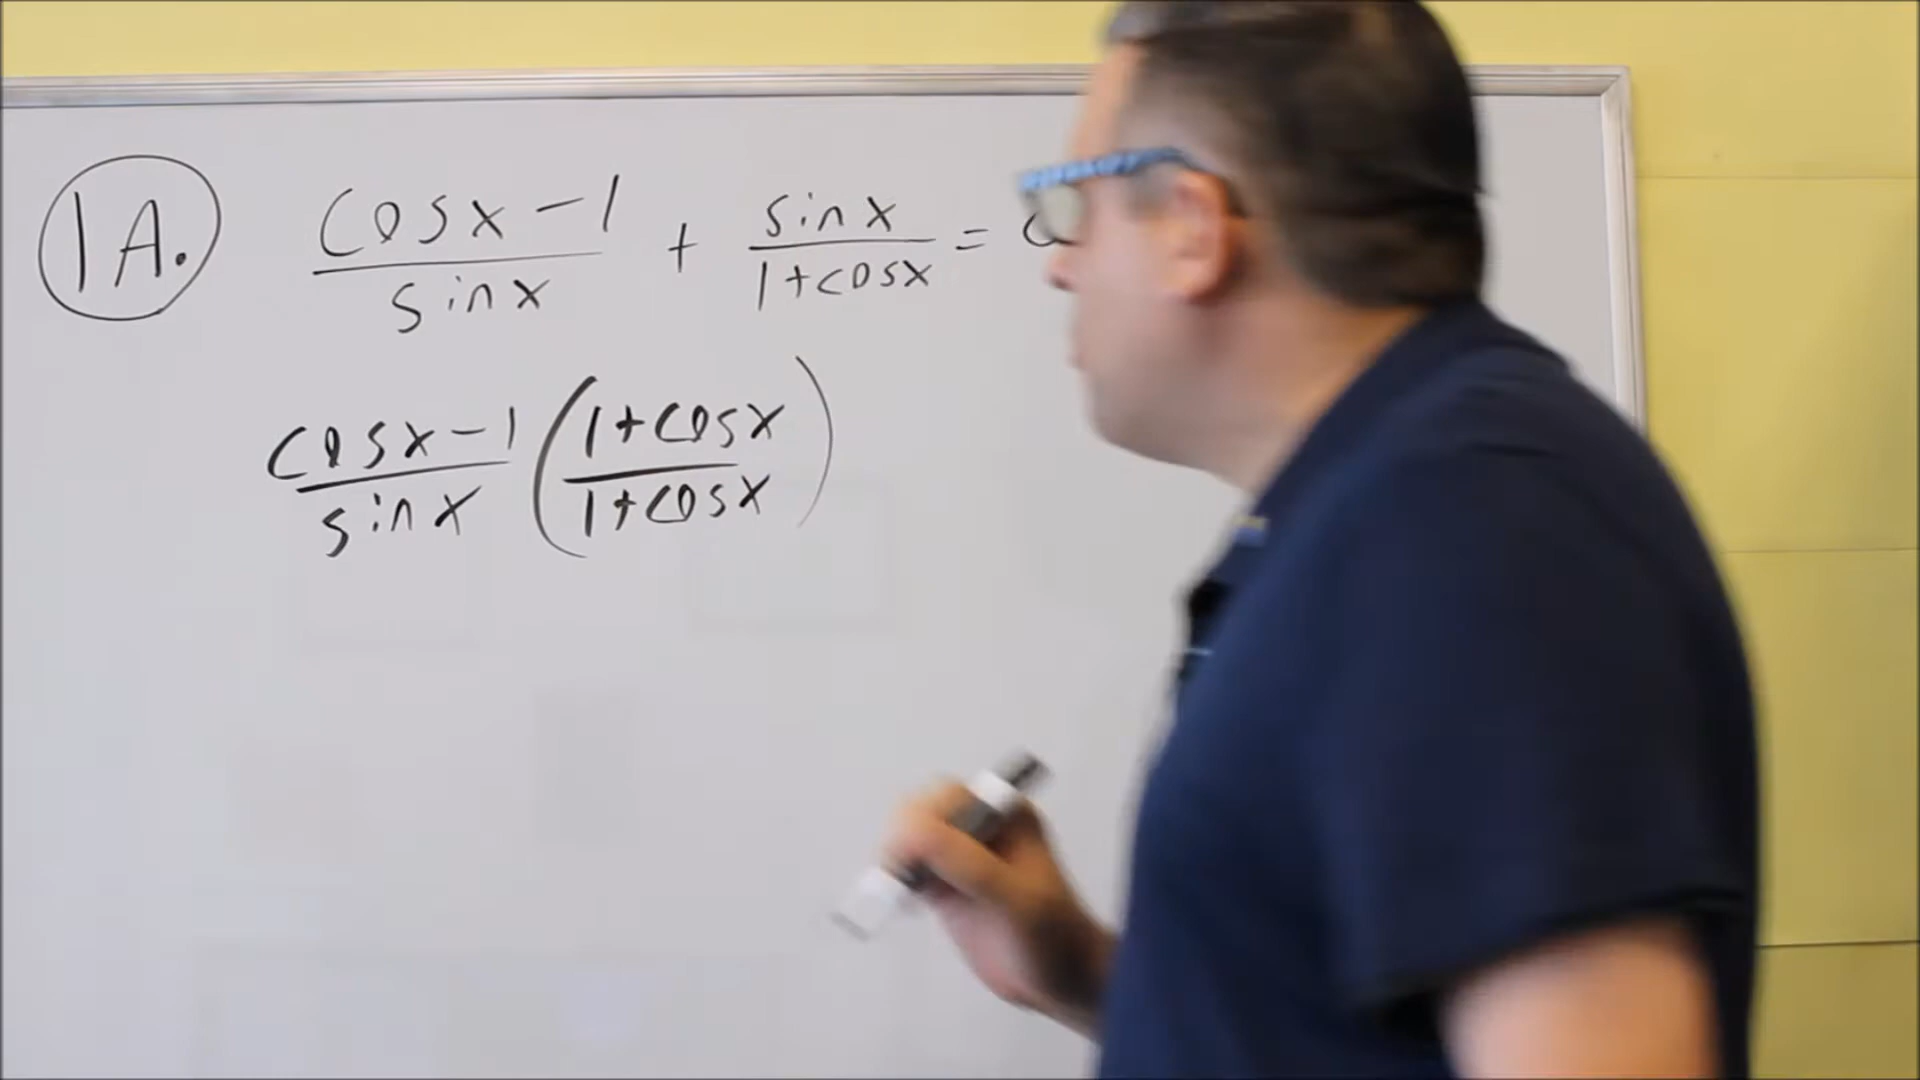 1A. (cosx-1)/(sinx) + (sinx)/(1+cosx) =
(cosx-1)/(sinx) ((1+cosx)/(1+cosx))